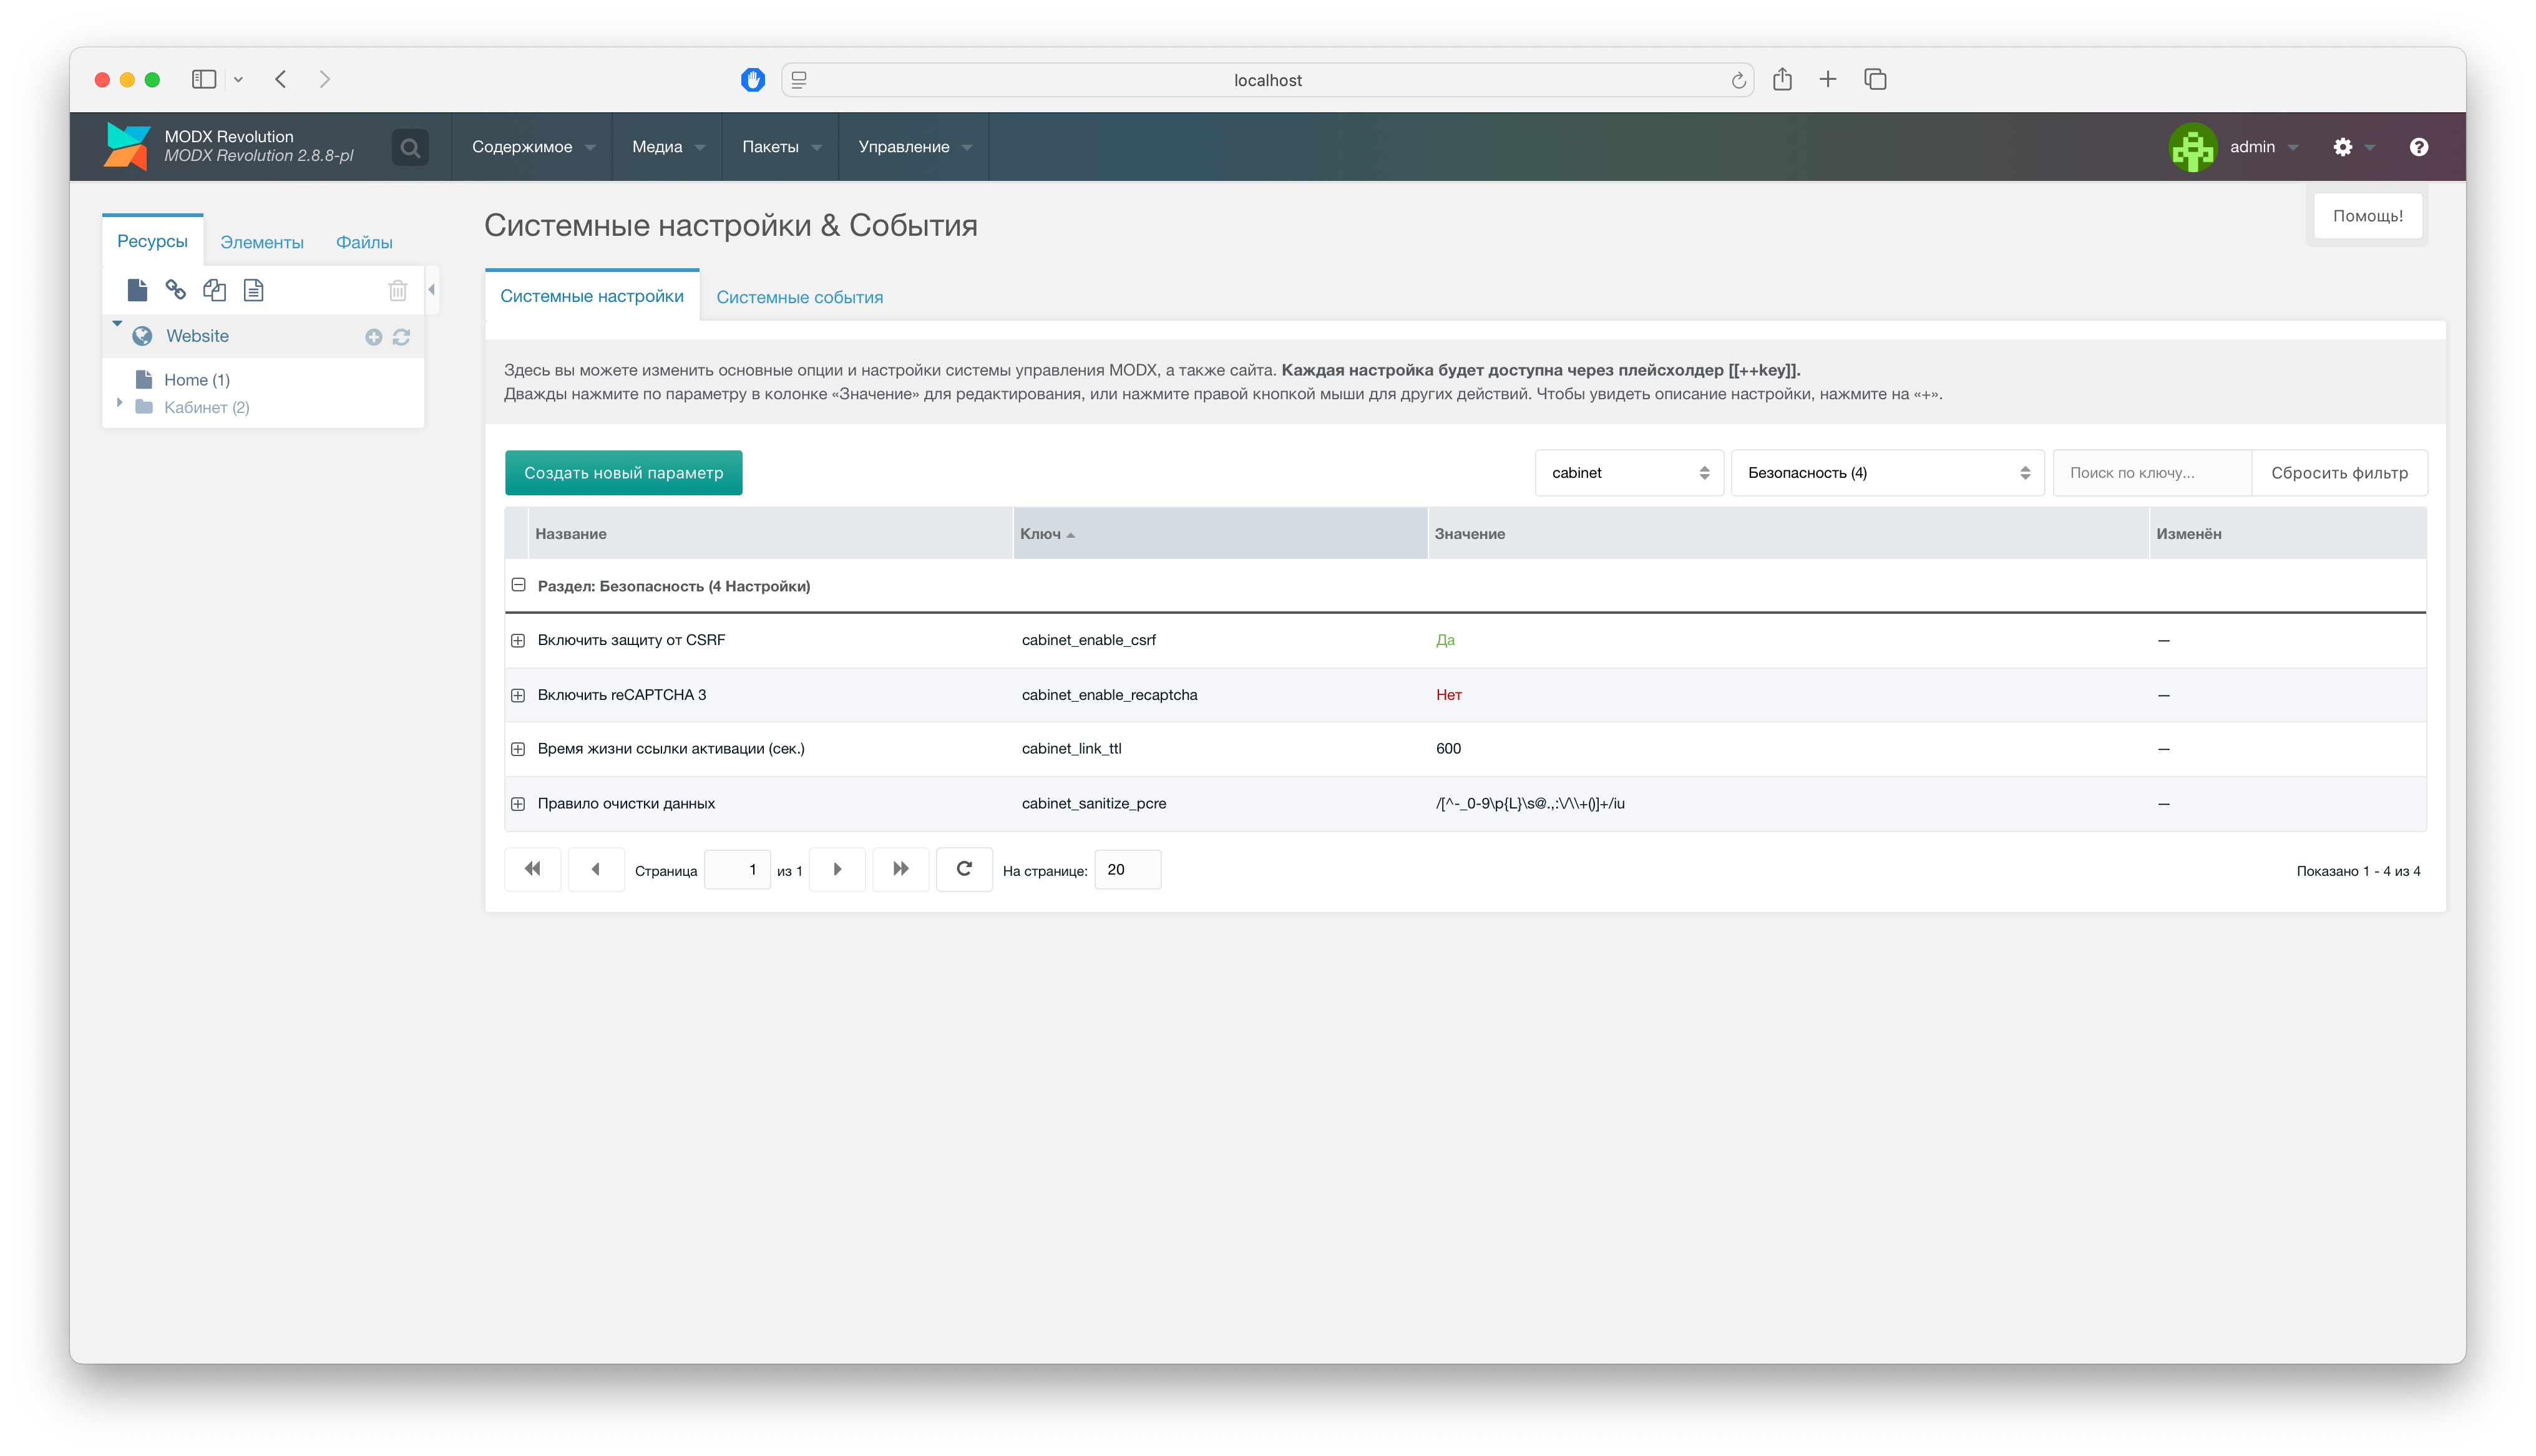 localhost
MODX Revolution
MODX Revolution 2.8.8-pl
Содержимое
Медиа
Пакеты
Управление
admin
Ресурсы
Элементы
Файлы
Website
Home (1)
Кабинет (2)
Системные настройки & События
Помощь!
Системные настройки
Системные события
Здесь вы можете изменить основные опции и настройки системы управления MODX, а также сайта. Каждая настройка будет доступна через плейсхолдер [[++key]].
Дважды нажмите по параметру в колонке «Значение» для редактирования, или нажмите правой кнопкой мыши для других действий. Чтобы увидеть описание настройки, нажмите на «+».
Создать новый параметр
cabinet
Безопасность (4)
Поиск по ключу...
Сбросить фильтр
Название Ключ Значение Изменён
Раздел: Безопасность (4 Настройки)
Включить защиту от CSRF cabinet_enable_csrf Да —
Включить reCAPTCHA 3 cabinet_enable_recaptcha Нет —
Время жизни ссылки активации (сек.) cabinet_link_ttl 600 —
Правило очистки данных cabinet_sanitize_pcre /[^-_0-9\p{L}\s@.,:\/\\+()]+/iu —
Страница 1 из 1 На странице: 20 Показано 1 - 4 из 4